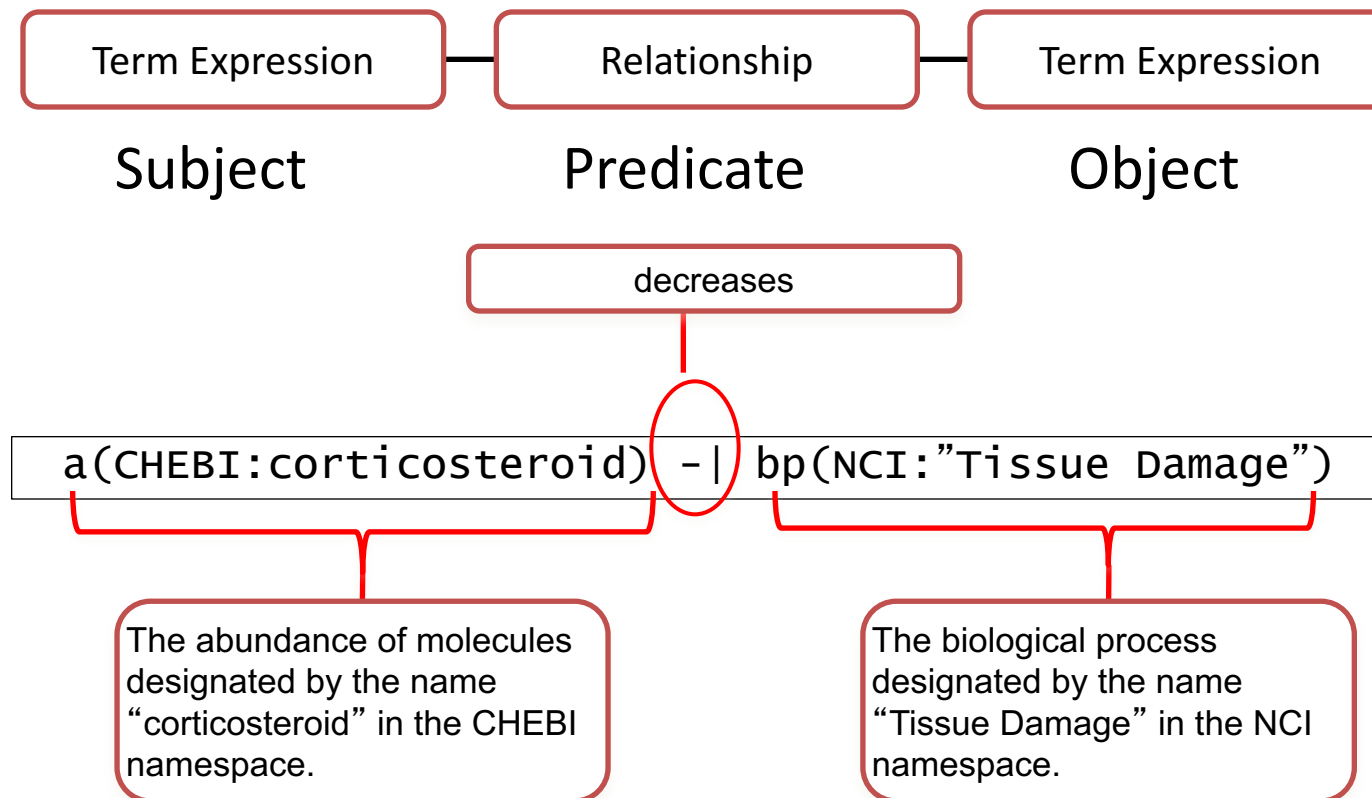 Term Expression
Relationship
Term Expression
Subject
Predicate
Object
decreases
a(CHEBI:corticosteroid) -| bp(NCI:”Tissue Damage”)
The abundance of molecules
designated by the name
“corticosteroid” in the CHEBI
namespace.
The biological process
designated by the name
“Tissue Damage” in the NCI
namespace.